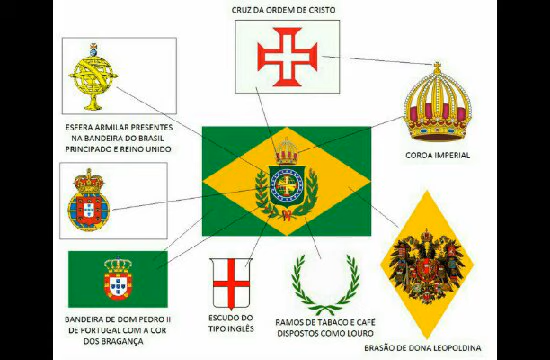 CRUZ DA ORDEM DE CRISTO
ESFERA ARMILAR PRESENTES
NA BANDEIRA DO BRASIL
PRINCIPADO E REINO UNIDO
COROA IMPERIAL
BANDEIRA DE DOM PEDRO II
DE PORTUGAL COM A COR
DOS BRAGANÇA
ESCUDO DO
TIPO INGLÊS
RAMOS DE TABACO E CAFÉ
DISPOSTOS COMO LOURO
BRASÃO DE DONA LEOPOLDINA